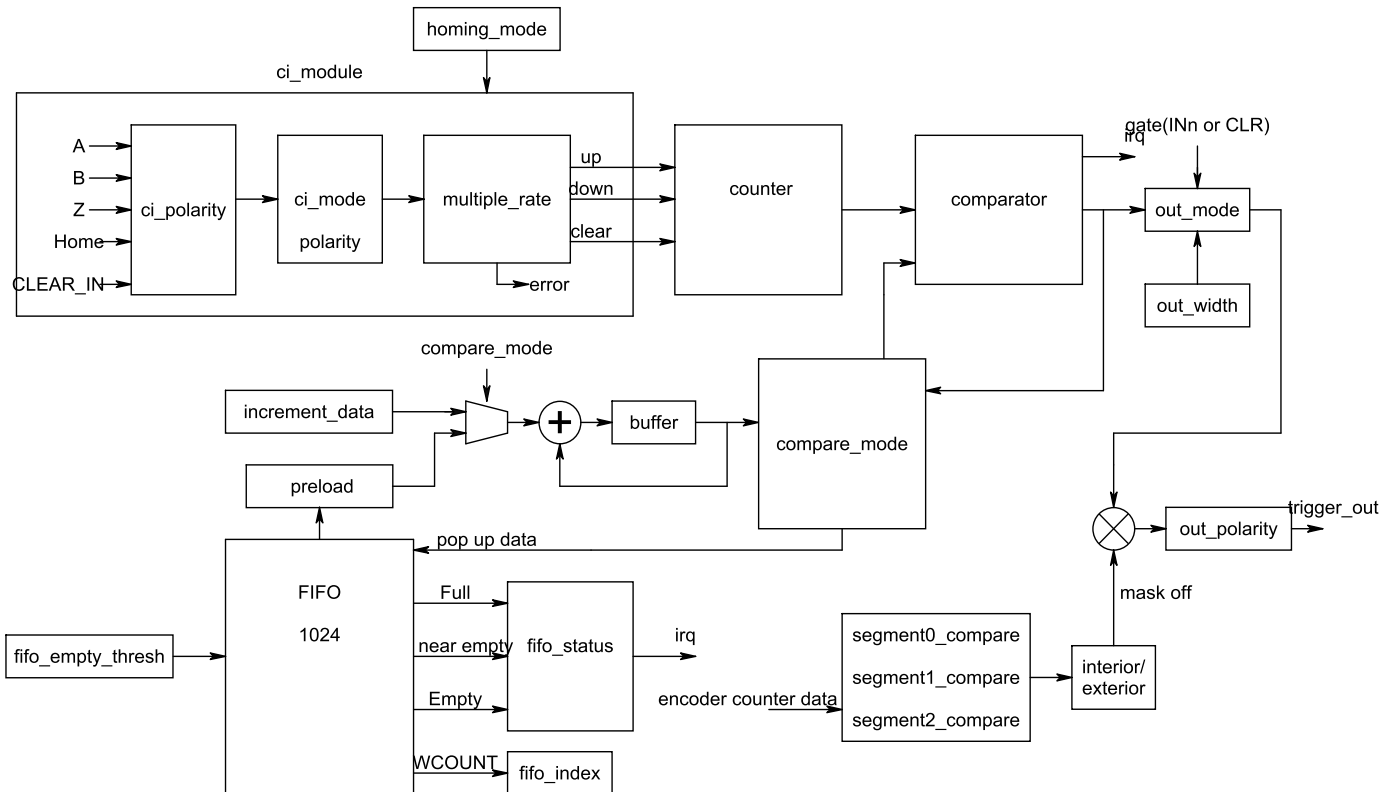 homing_mode
ci_module
gate(INn or CLR)
irq
A
B
Z
Home
CLEAR_IN
ci_polarity
ci_mode
polarity
multiple_rate
up
down
clear
error
counter
comparator
out_mode
out_width
compare_mode
increment_data
+
buffer
compare_mode
preload
pop up data
trigger_out
out_polarity
mask off
FIFO
1024
Full
near empty
Empty
WCOUNT
fifo_empty_thresh
fifo_status
irq
fifo_index
encoder counter data
segment0_compare
segment1_compare
segment2_compare
interior/
exterior